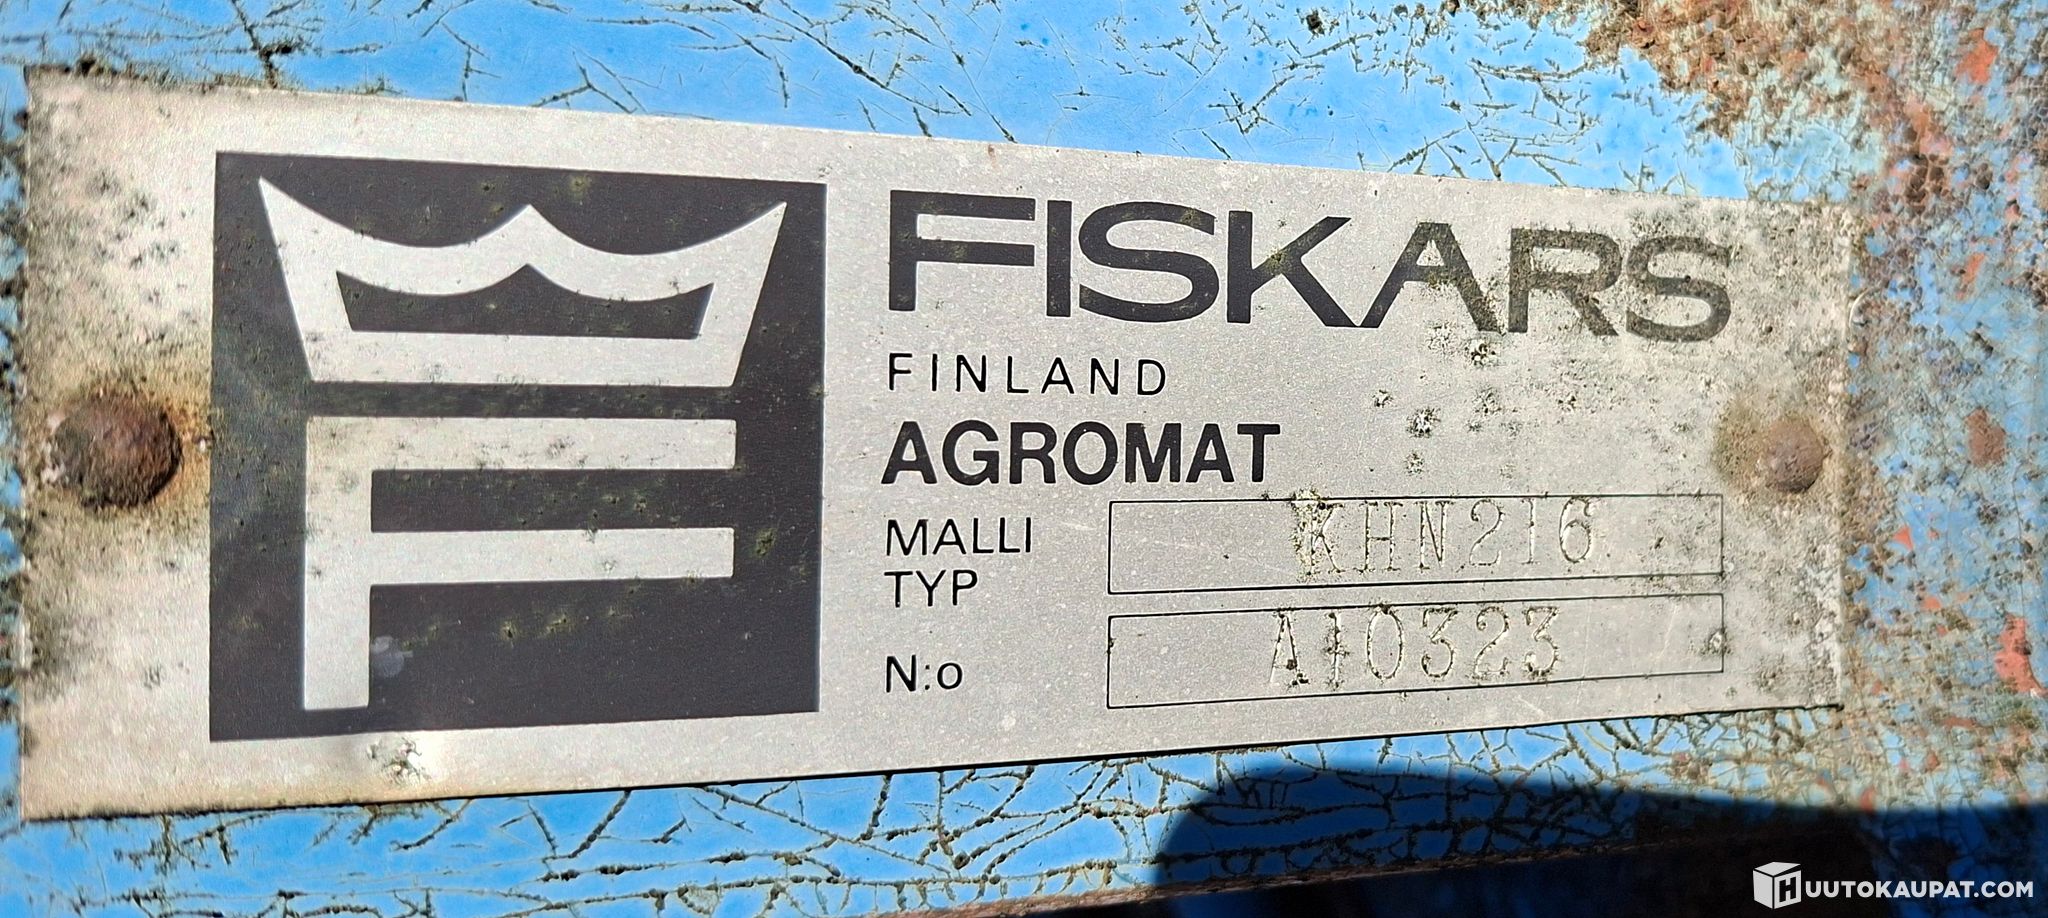 FISKARS
FINLAND
AGROMAT
MALLI
TYP
KHN216
N:o
A10323
HUUTOKAUPAT.COM